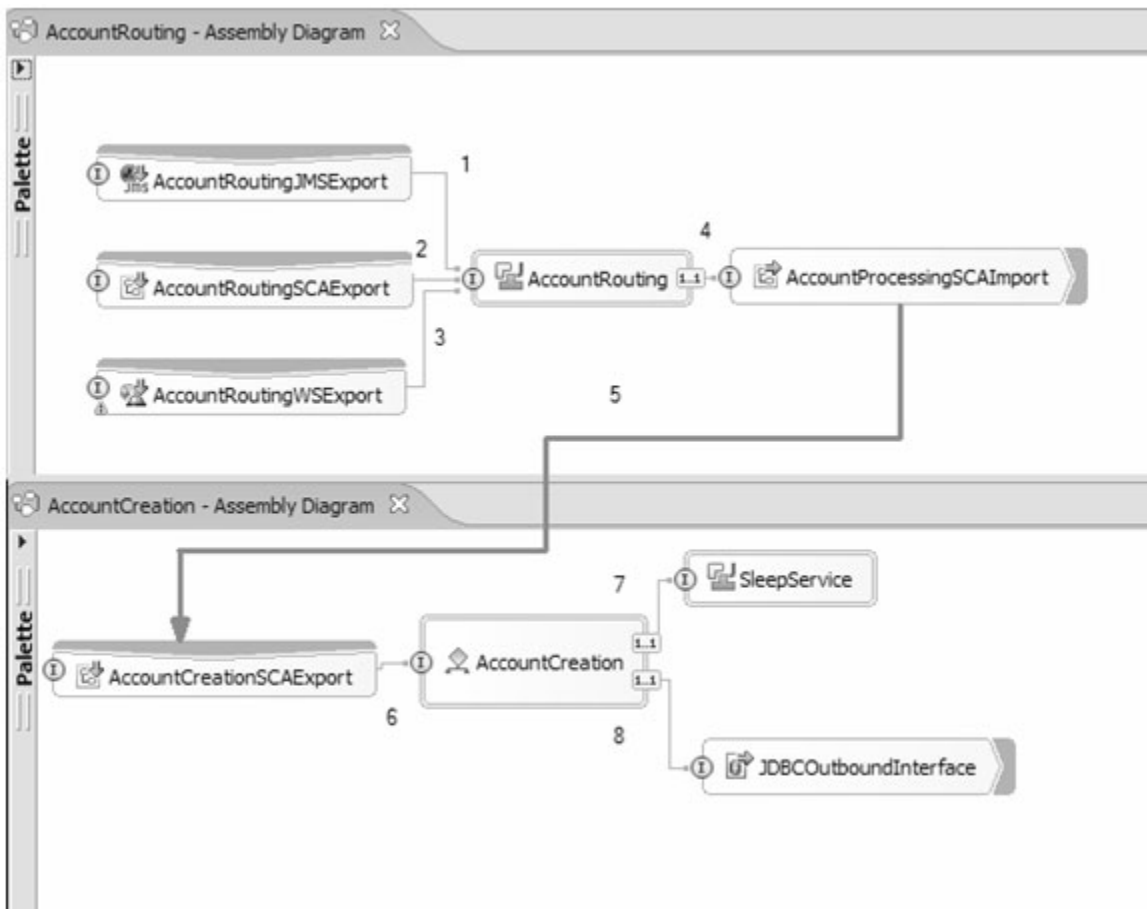 AccountRouting - Assembly Diagram
Palette
1
AccountRoutingJMSExport
2
4
AccountRoutingSCAExport
AccountRouting
1..1
AccountProcessingSCAImport
3
AccountRoutingWSExport
5
AccountCreation - Assembly Diagram
Palette
7
SleepService
1..1
AccountCreation
AccountCreationSCAExport
1..1
6
8
JDBCOutboundInterface